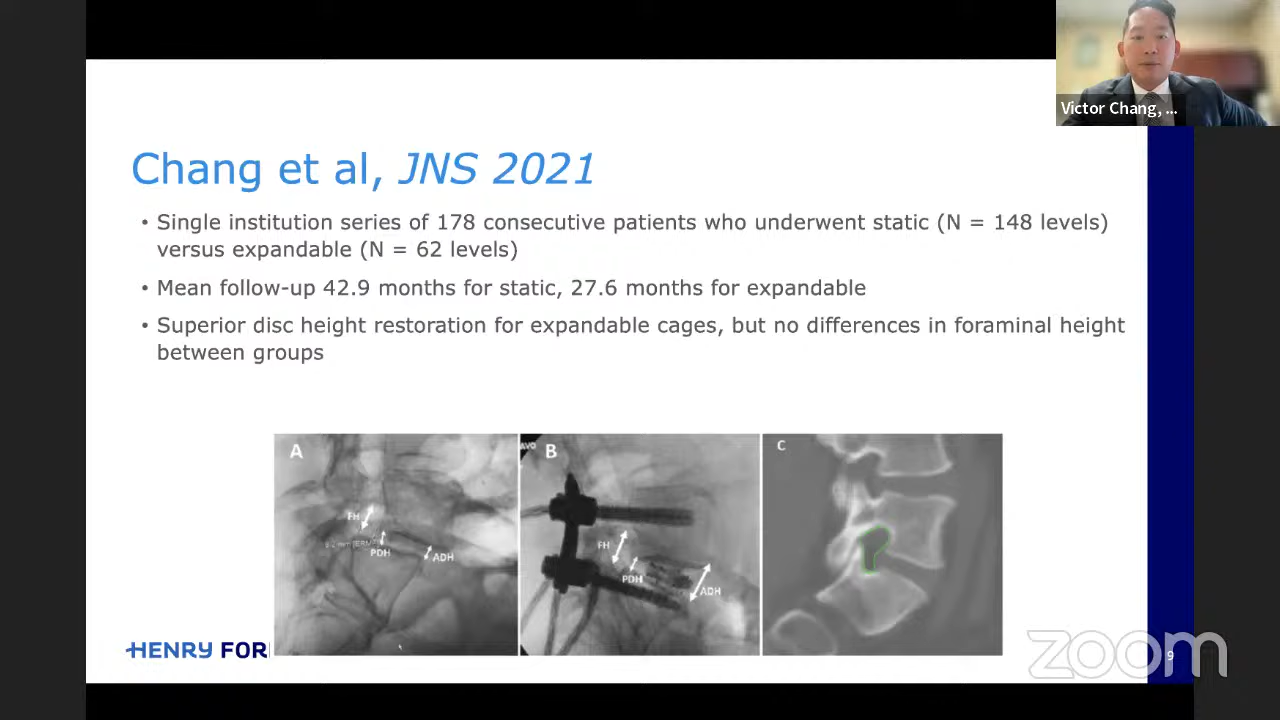 Victor Chang, ...
Chang et al, JNS 2021
• Single institution series of 178 consecutive patients who underwent static (N = 148 levels)
versus expandable (N = 62 levels)
• Mean follow-up 42.9 months for static, 27.6 months for expandable
• Superior disc height restoration for expandable cages, but no differences in foraminal height
between groups
A
FH
PDH
ADH
B
FH
PDH
ADH
C
HENRY FOR
zoom
9